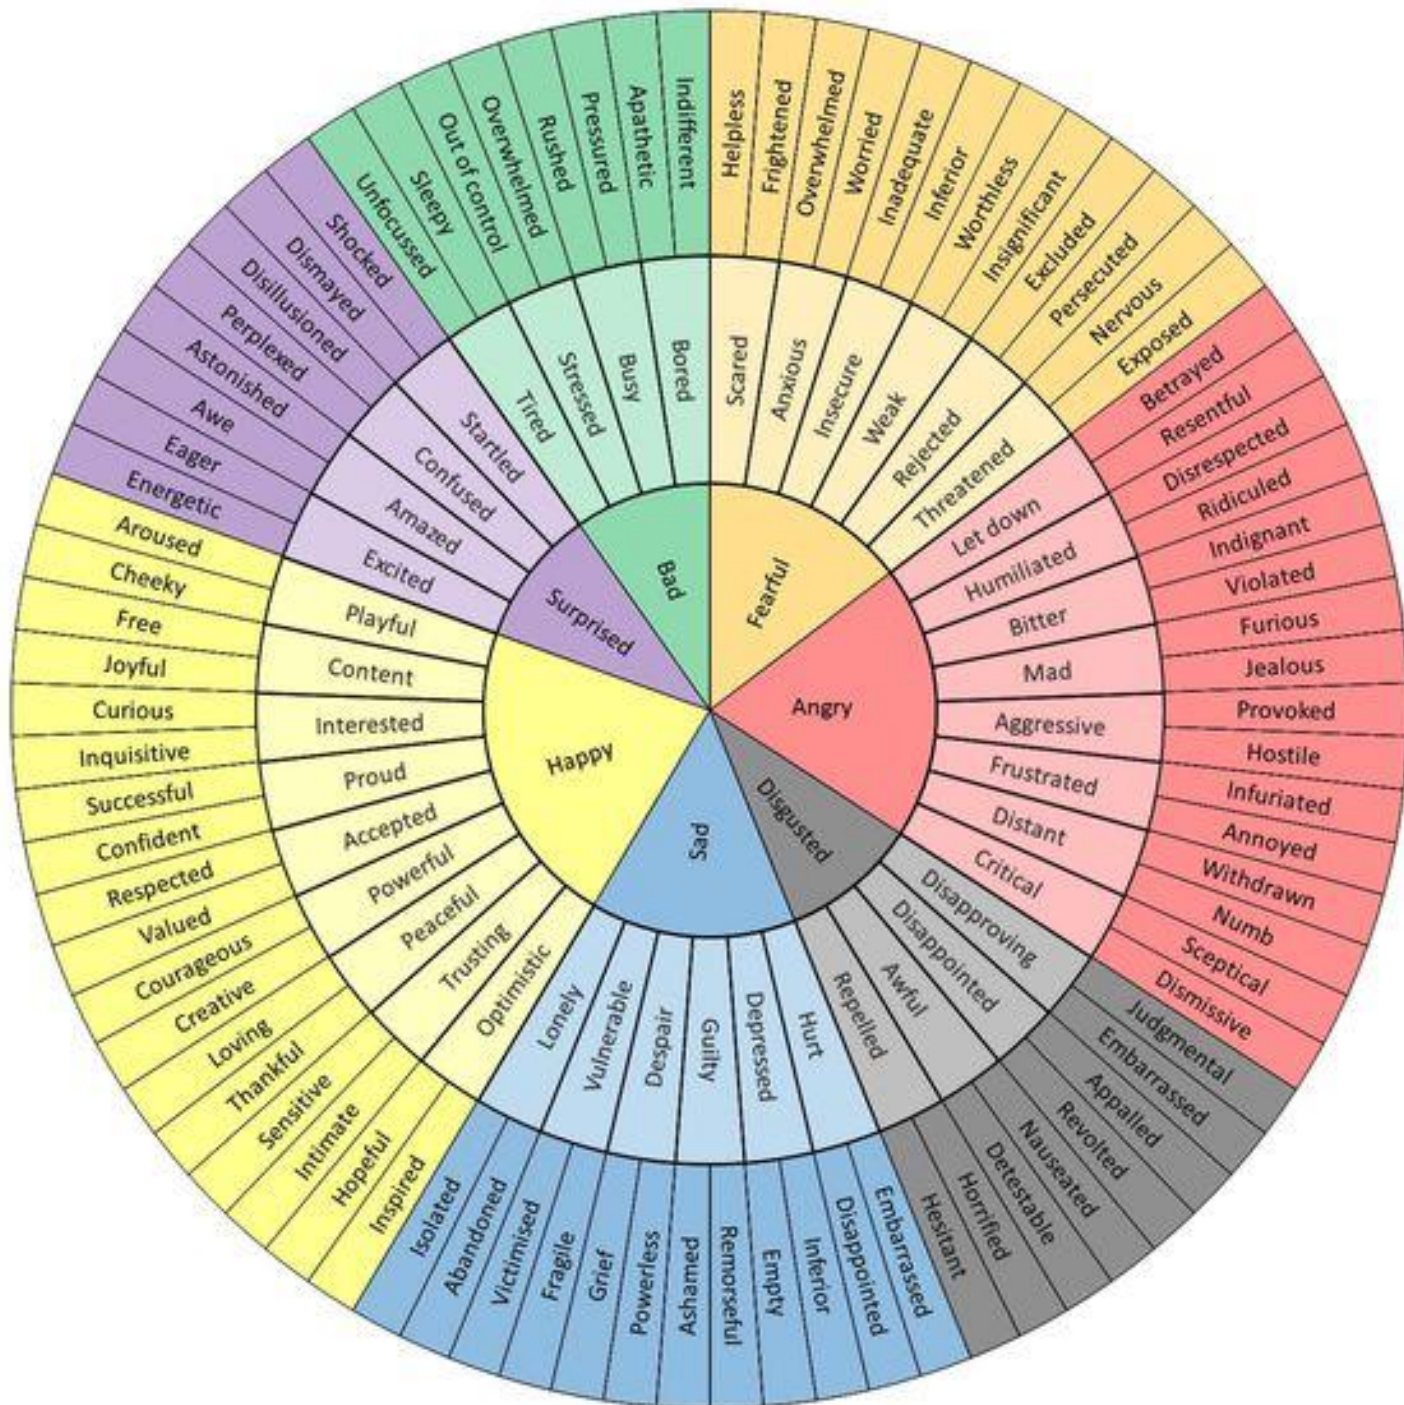 Fearful
Angry
Disgusted
Sad
Happy
Surprised
Bad
Scared
Anxious
Insecure
Weak
Rejected
Threatened
Let down
Humiliated
Bitter
Mad
Aggressive
Frustrated
Distant
Critical
Disapproving
Disappointed
Awful
Repelled
Hurt
Depressed
Guilty
Despair
Vulnerable
Lonely
Optimistic
Trusting
Peaceful
Powerful
Accepted
Proud
Interested
Content
Playful
Excited
Amazed
Confused
Startled
Tired
Stressed
Busy
Bored
Helpless
Frightened
Overwhelmed
Worried
Inadequate
Inferior
Worthless
Insignificant
Excluded
Persecuted
Nervous
Exposed
Betrayed
Resentful
Disrespected
Ridiculed
Indignant
Violated
Furious
Jealous
Provoked
Hostile
Infuriated
Annoyed
Withdrawn
Numb
Sceptical
Dismissive
Judgmental
Embarrassed
Appalled
Revolted
Nauseated
Detestable
Horrified
Hesitant
Embarrassed
Disappointed
Inferior
Empty
Remorseful
Ashamed
Powerless
Grief
Fragile
Victimised
Abandoned
Isolated
Inspired
Hopeful
Intimate
Sensitive
Thankful
Loving
Creative
Courageous
Valued
Respected
Confident
Successful
Inquisitive
Curious
Joyful
Free
Cheeky
Aroused
Energetic
Eager
Awe
Astonished
Perplexed
Disillusioned
Dismayed
Shocked
Unfocussed
Sleepy
Out of control
Overwhelmed
Rushed
Pressured
Apathetic
Indifferent